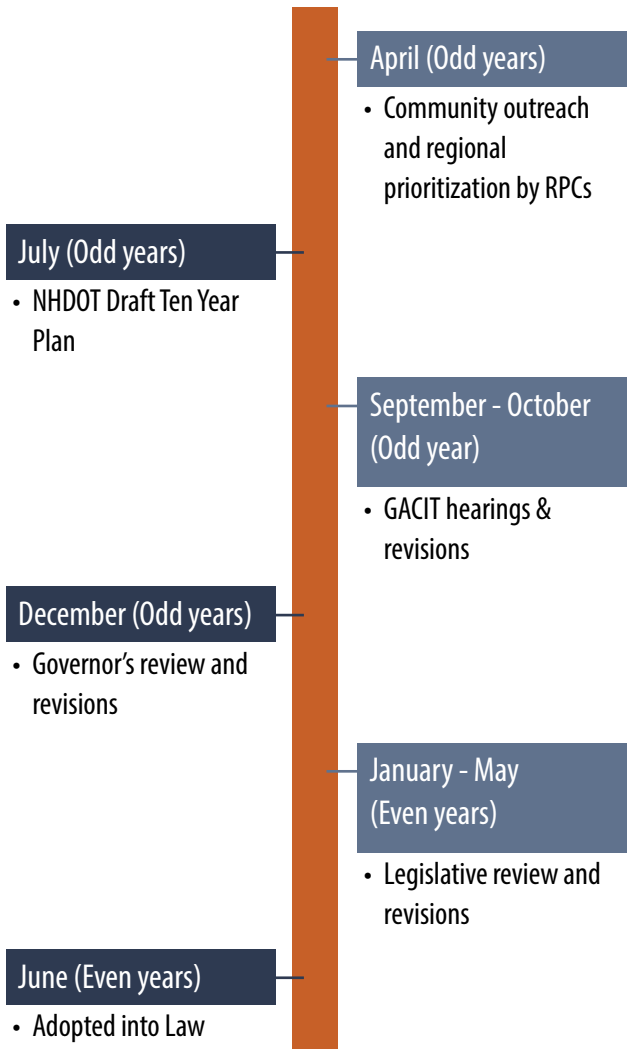 April (Odd years)
• Community outreach
and regional
prioritization by RPCs
July (Odd years)
• NHDOT Draft Ten Year
Plan
September - October
(Odd year)
• GACIT hearings &
revisions
December (Odd years)
• Governor’s review and
revisions
January - May
(Even years)
• Legislative review and
revisions
June (Even years)
• Adopted into Law